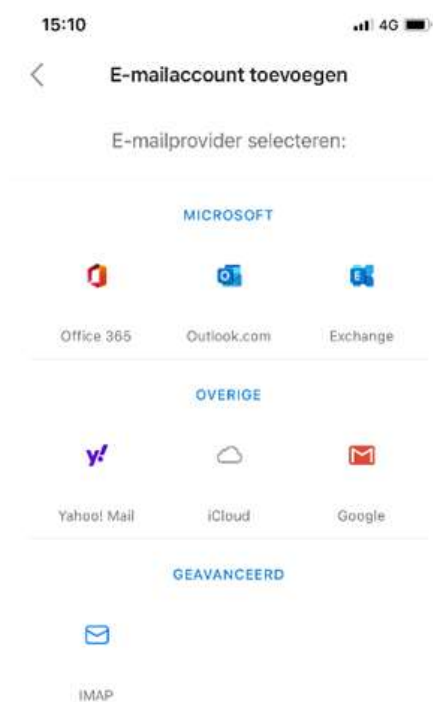 15:10 4G
E-mailaccount toevoegen
E-mailprovider selecteren:
MICROSOFT
Office 365 Outlook.com Exchange
OVERIGE
Yahoo! Mail iCloud Google
GEAVANCEERD
IMAP